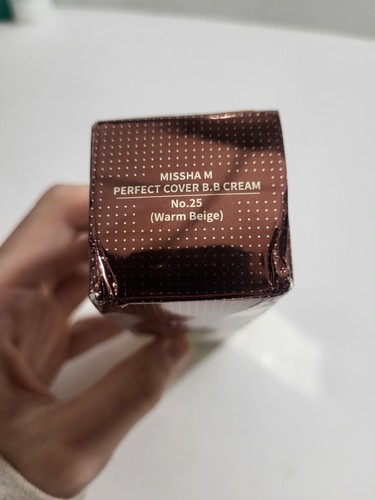 MISSHA M
PERFECT COVER B.B CREAM
No.25
(Warm Beige)